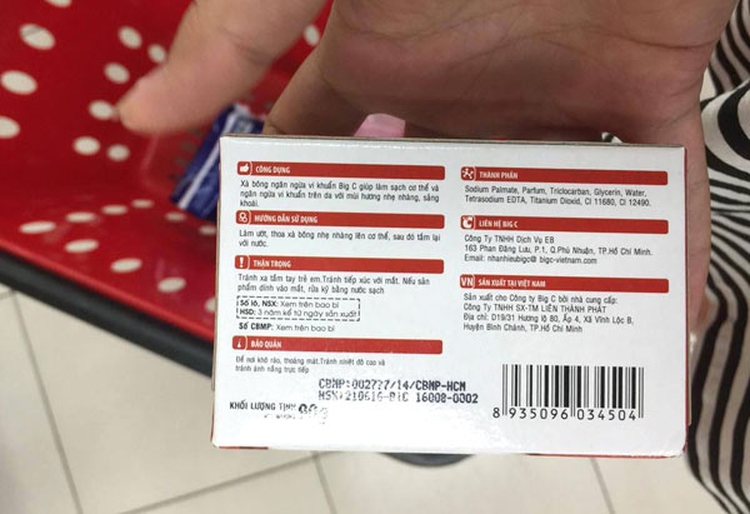 CÔNG DỤNG
Xà bông ngăn ngừa vi khuẩn Big C giúp làm sạch cơ thể và
ngăn ngừa vi khuẩn trên da với mùi hương nhẹ nhàng, sảng
khoái.
HƯỚNG DẪN SỬ DỤNG
Làm ướt, thoa xà bông nhẹ nhàng lên cơ thể, sau đó tắm lại
với nước.
THẬN TRỌNG
Tránh xa tầm tay trẻ em.Tránh tiếp xúc với mắt. Nếu sản
phẩm dính vào mắt, rửa kỹ bằng nước sạch
Số lô, NSX: Xem trên bao bì
HSD: 3 năm kể từ ngày sản xuất
Số CBMP: Xem trên bao bì
BẢO QUẢN
Để nơi khô ráo, thoáng mát.Tránh nhiệt độ cao và
tránh ánh nắng trực tiếp
CBMP:002777/14/CBMP-HCM
NSX:210616-B1C 16008-0302
KHỐI LƯỢNG TỊNH 90g
THÀNH PHẦN
Sodium Palmate, Parfum, Triclocarban, Glycerin, Water,
Tetrasodium EDTA, Titanium Dioxid, CI 11680, CI 12490.
LIÊN HỆ BIG C
Công Ty TNHH Dịch Vụ EB
163 Phan Đăng Lưu, P.1, Q.Phú Nhuận, TP.Hồ Chí Minh.
Email: nhanhieubigc@ bigc-vietnam.com
VN SẢN XUẤT TẠI VIỆT NAM
Sản xuất cho Công ty Big C bởi nhà cung cấp:
Công Ty TNHH SX-TM LIÊN THÀNH PHÁT
Địa chỉ: D19/31 Hương lộ 80, Ấp 4, Xã Vĩnh Lộc B,
Huyện Bình Chánh, TP.Hồ Chí Minh
8 935096 034504